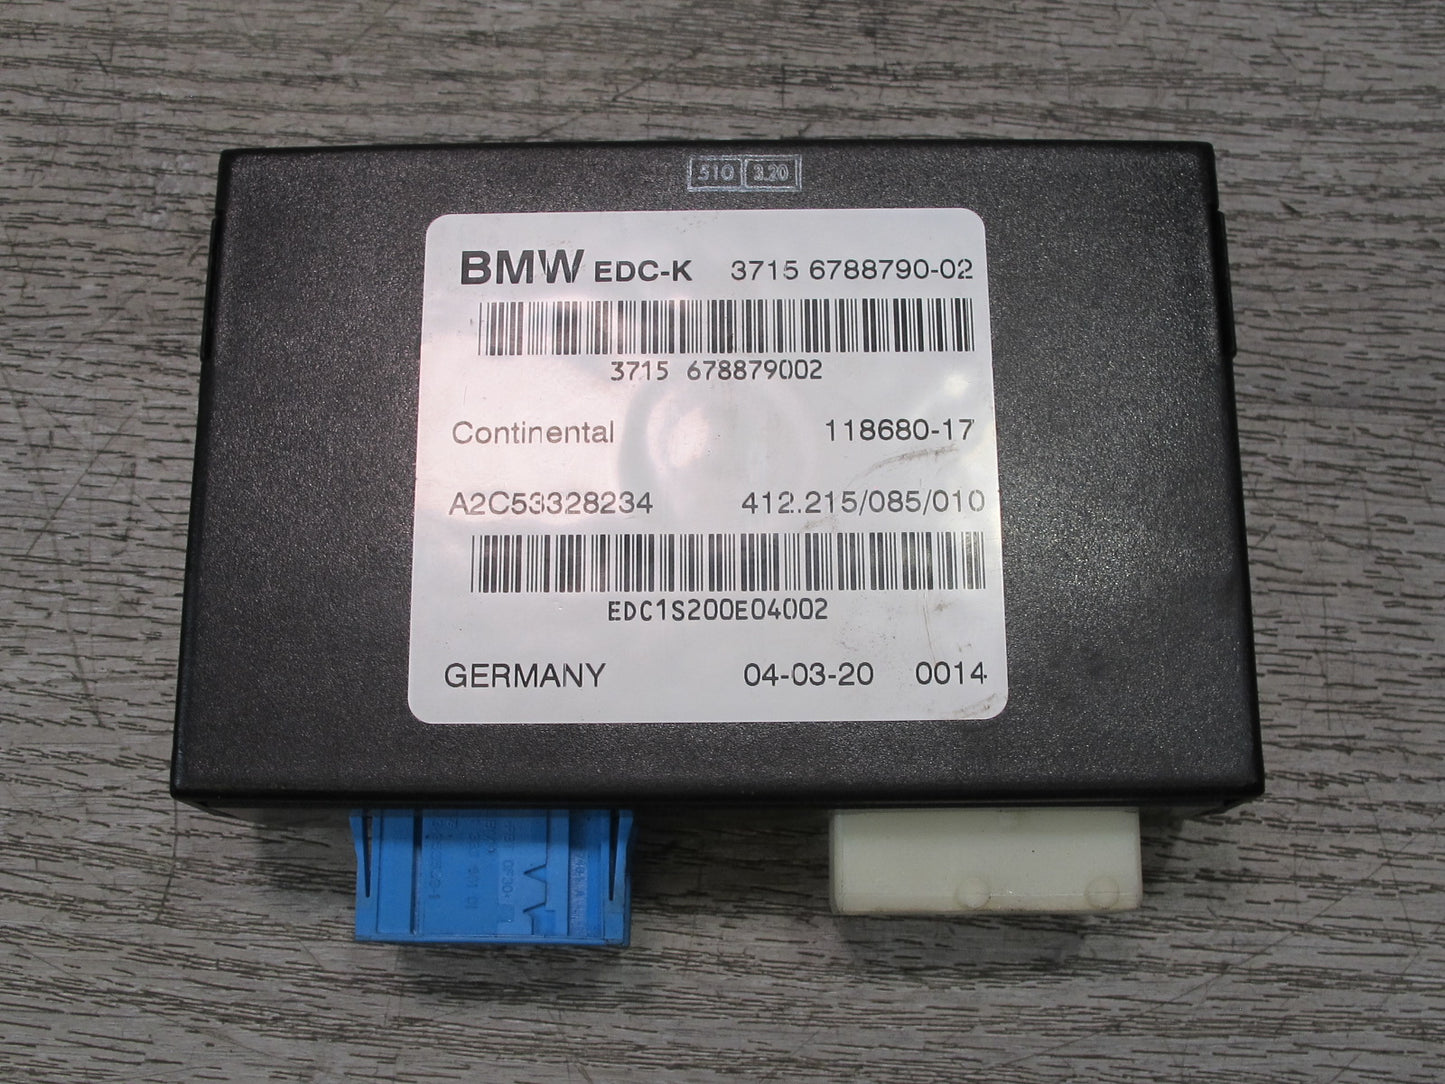 510 3.20
BMW EDC-K 3715 6788790-02
3715 678879002
Continental 118680-17
A2C53328234 412.215/085/010
EDC1S200E04002
GERMANY 04-03-20 0014